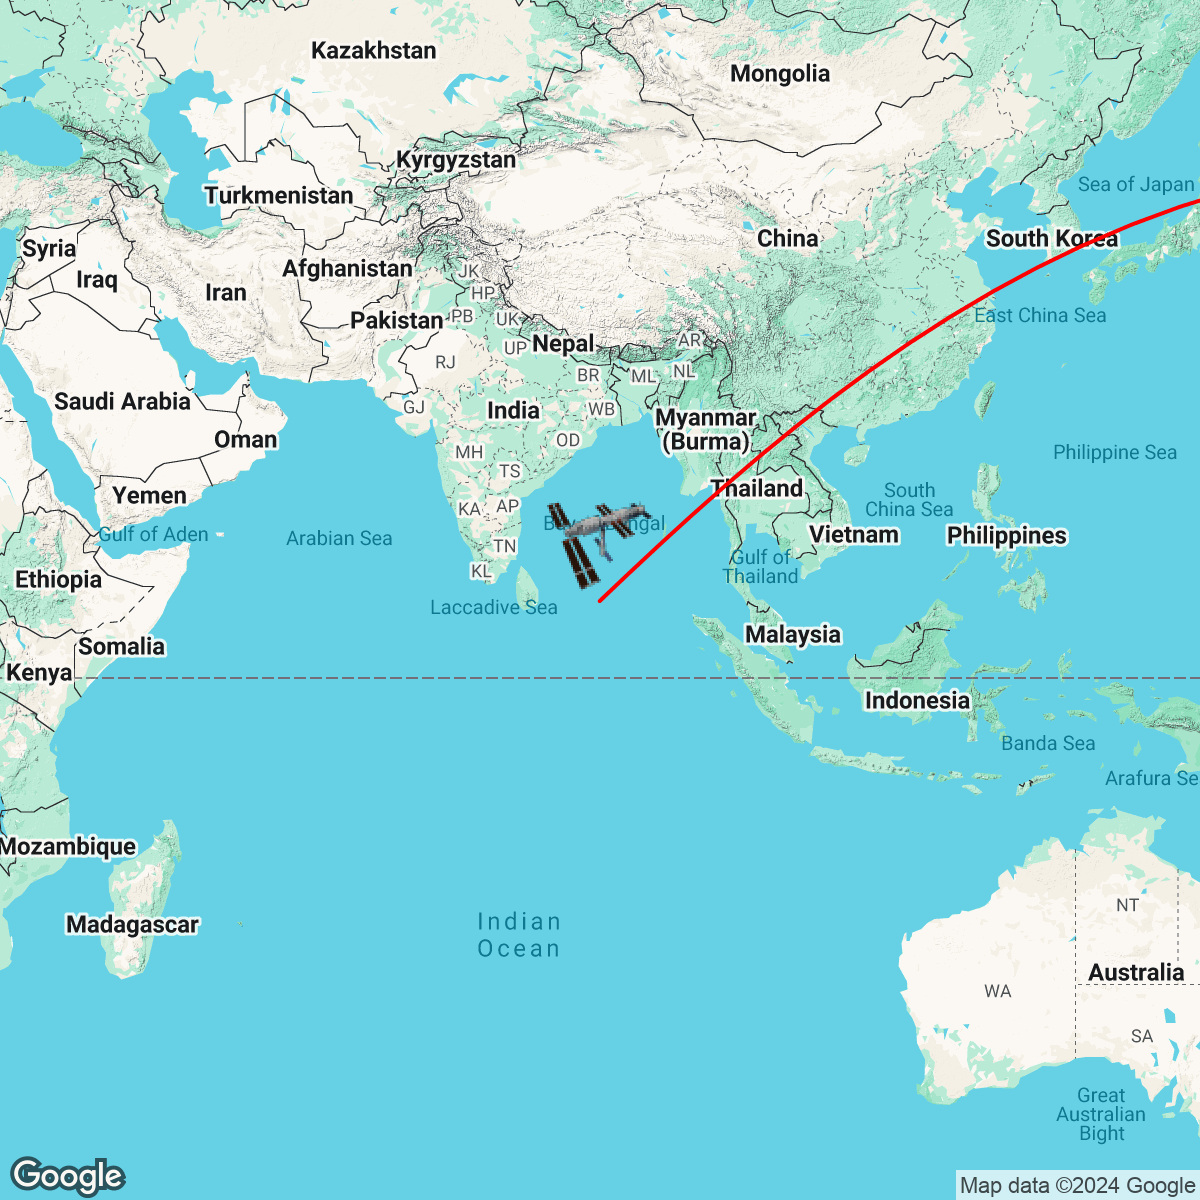 Kazakhstan
Mongolia
Kyrgyzstan
Turkmenistan
Sea of Japan
Syria
China
South Korea
Afghanistan
JK
Iraq
Iran
HP
Pakistan
PB
UK
East China Sea
Nepal
UP
AR
RJ
BR
ML
NL
Saudi Arabia
GJ
India
WB
Myanmar
(Burma)
Oman
OD
MH
TS
Philippine Sea
Yemen
Thailand
South
China Sea
KA
AP
Gulf of Aden
Arabian Sea
Vietnam
Philippines
TN
Gulf of
Thailand
Ethiopia
KL
Laccadive Sea
Malaysia
Somalia
Kenya
Indonesia
Banda Sea
Arafura Se
Mozambique
Madagascar
Indian
Ocean
NT
Australia
WA
SA
Great
Australian
Bight
Google
Map data ©2024 Google